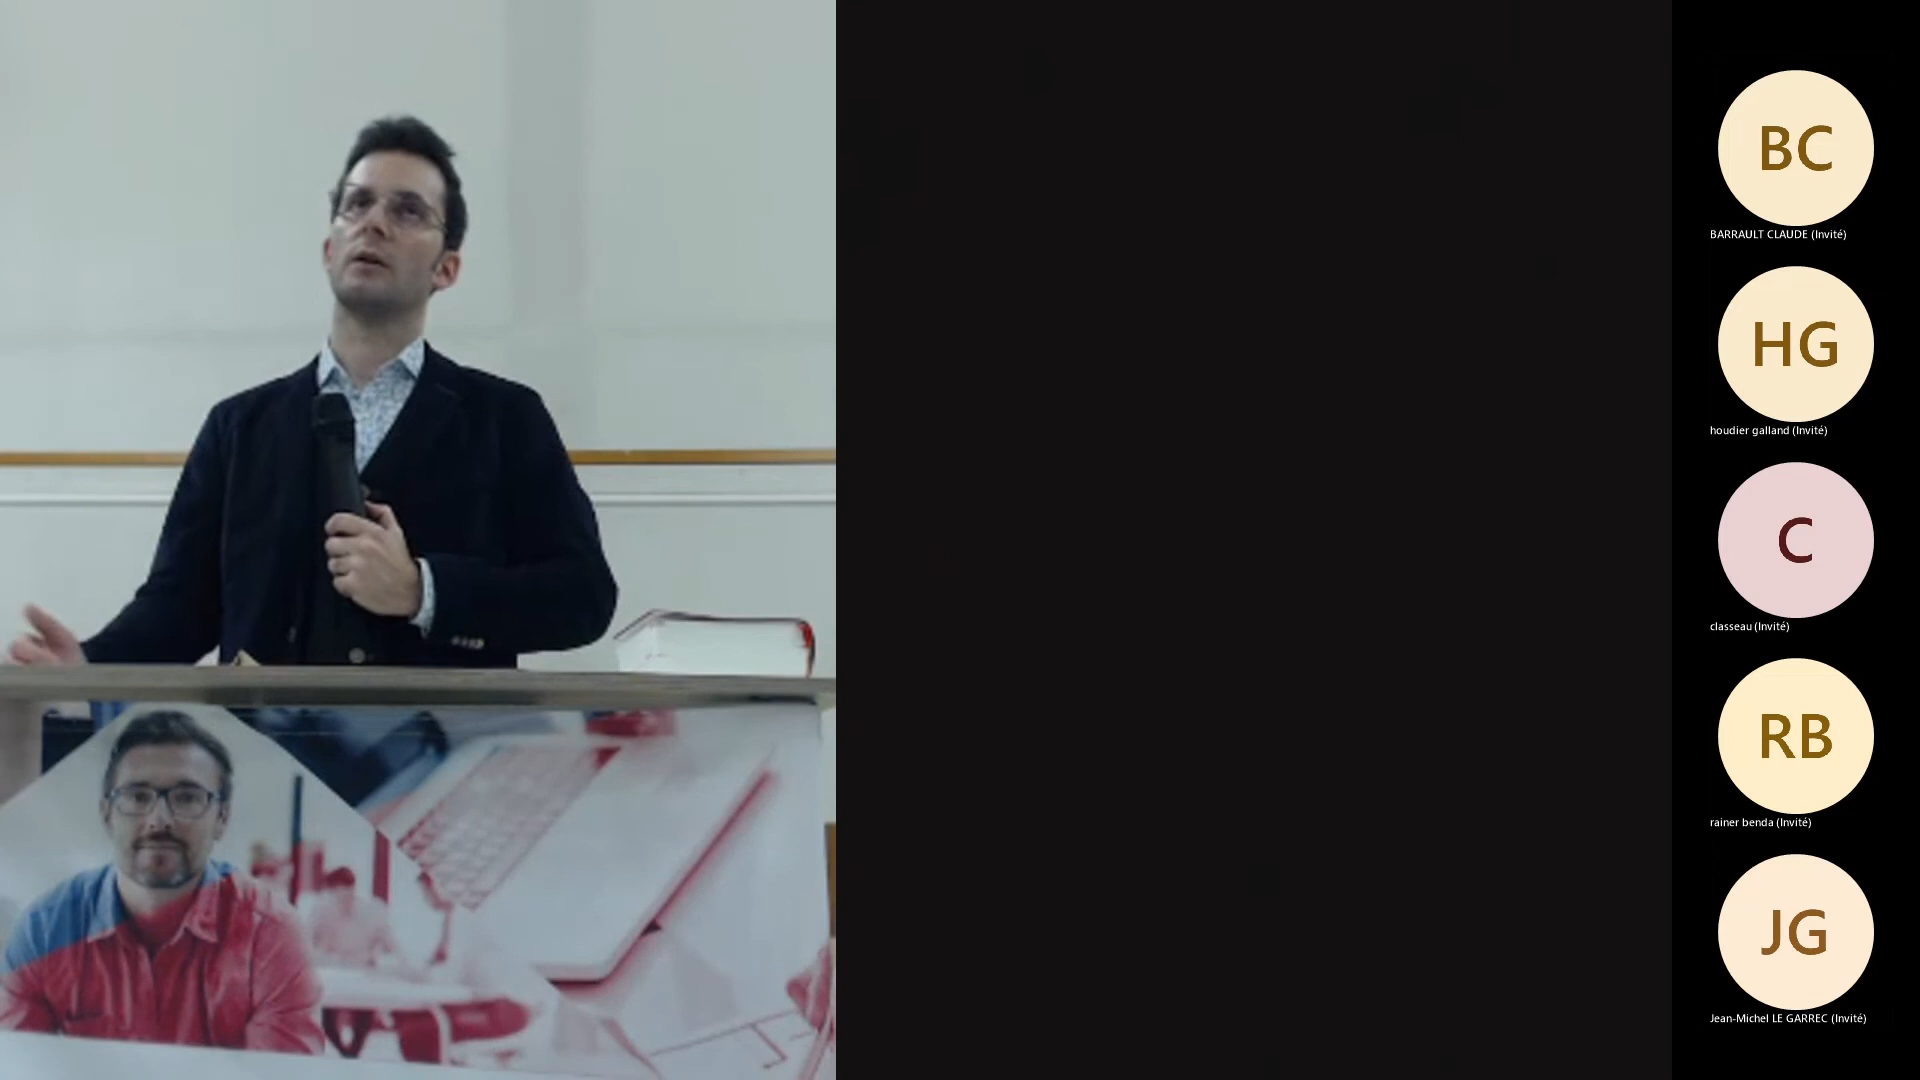 BC
BARRAULT CLAUDE (Invité)
HG
houdier galland (Invité)
C
classeau (Invité)
RB
rainer benda (Invité)
JG
Jean-Michel LE GARREC (Invité)